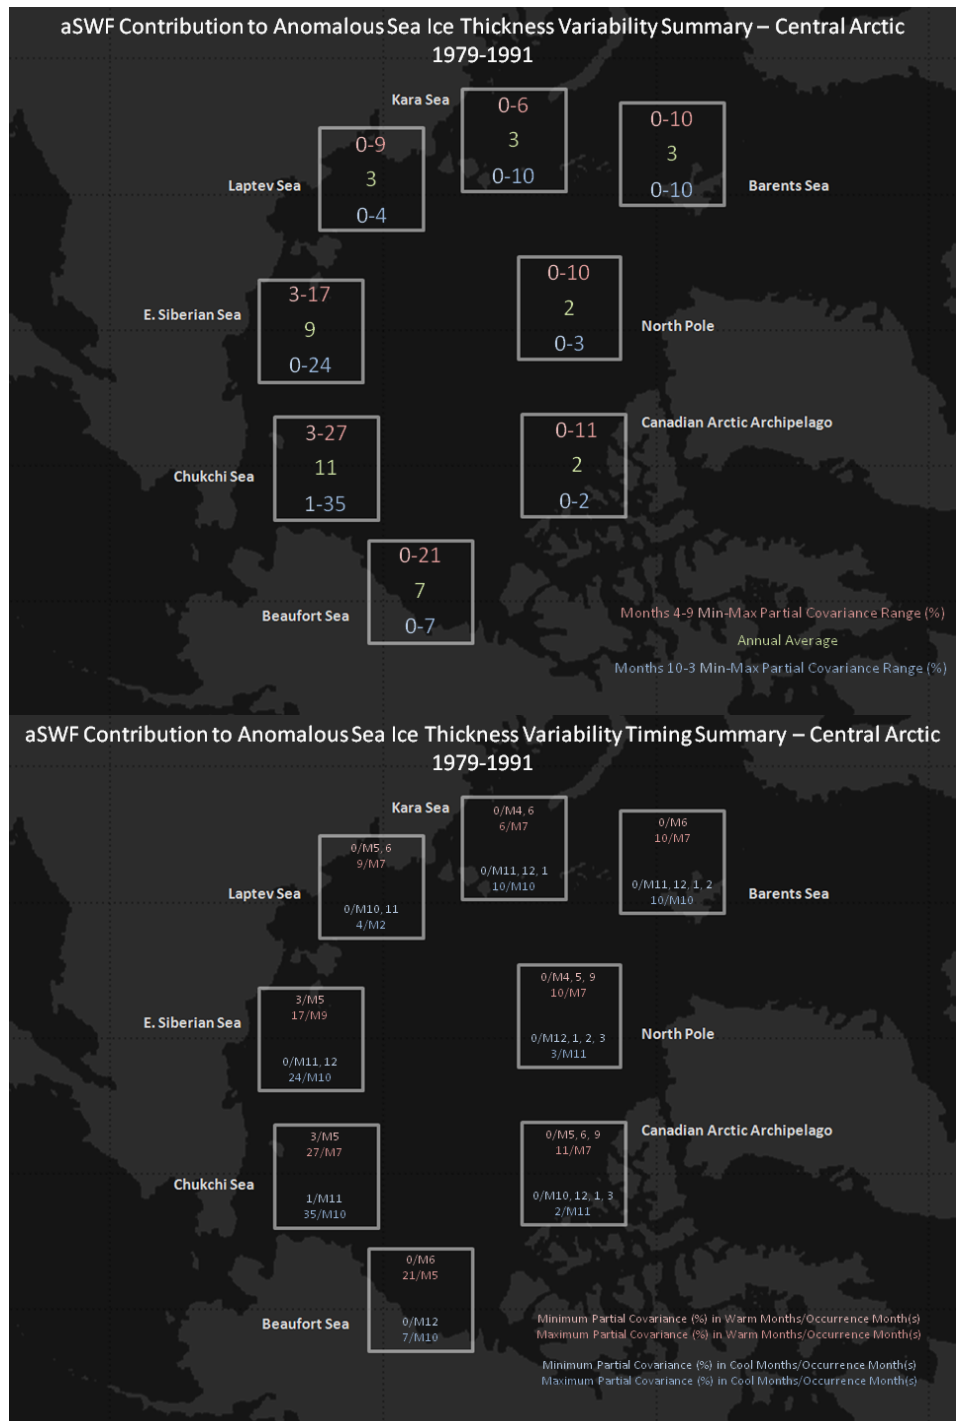 aSWF Contribution to Anomalous Sea Ice Thickness Variability Summary – Central Arctic
1979-1991
Kara Sea
0-6
3
0-10
0-10
3
0-10
Barents Sea
Laptev Sea
0-9
3
0-4
E. Siberian Sea
3-17
9
0-24
0-10
2
0-3
North Pole
Chukchi Sea
3-27
11
1-35
0-11
2
0-2
Canadian Arctic Archipelago
Beaufort Sea
0-21
7
0-7
Months 4-9 Min-Max Partial Covariance Range (%)
Annual Average
Months 10-3 Min-Max Partial Covariance Range (%)
aSWF Contribution to Anomalous Sea Ice Thickness Variability Timing Summary – Central Arctic
1979-1991
Kara Sea
0/M4, 6
6/M7
0/M11, 12, 1
10/M10
0/M6
10/M7
0/M11, 12, 1, 2
10/M10
Barents Sea
Laptev Sea
0/M5, 6
9/M7
0/M10, 11
4/M2
E. Siberian Sea
3/M5
17/M9
0/M11, 12
24/M10
0/M4, 5, 9
10/M7
0/M12, 1, 2, 3
3/M11
North Pole
Chukchi Sea
3/M5
27/M7
1/M11
35/M10
0/M5, 6, 9
11/M7
0/M10, 12, 1, 3
2/M11
Canadian Arctic Archipelago
Beaufort Sea
0/M6
21/M5
0/M12
7/M10
Minimum Partial Covariance (%) in Warm Months/Occurrence Month(s)
Maximum Partial Covariance (%) in Warm Months/Occurrence Month(s)
Minimum Partial Covariance (%) in Cool Months/Occurrence Month(s)
Maximum Partial Covariance (%) in Cool Months/Occurrence Month(s)